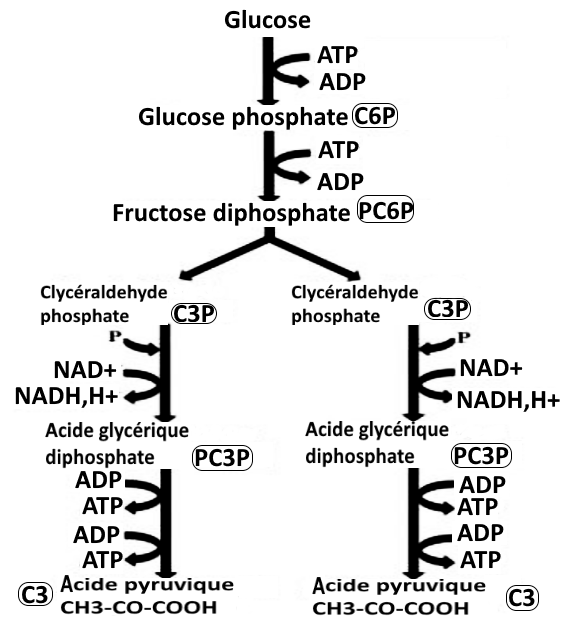 Glucose
ATP
ADP
Glucose phosphate C6P
ATP
ADP
Fructose diphosphate PC6P
Clycéraldehyde
phosphate C3P
P
NAD+
NADH,H+
Acide glycérique
diphosphate PC3P
ADP
ATP
ADP
ATP
C3 Acide pyruvique
CH3-CO-COOH
Clycéraldehyde
phosphate C3P
P
NAD+
NADH,H+
Acide glycérique
diphosphate PC3P
ADP
ATP
ADP
ATP
Acide pyruvique C3
CH3-CO-COOH